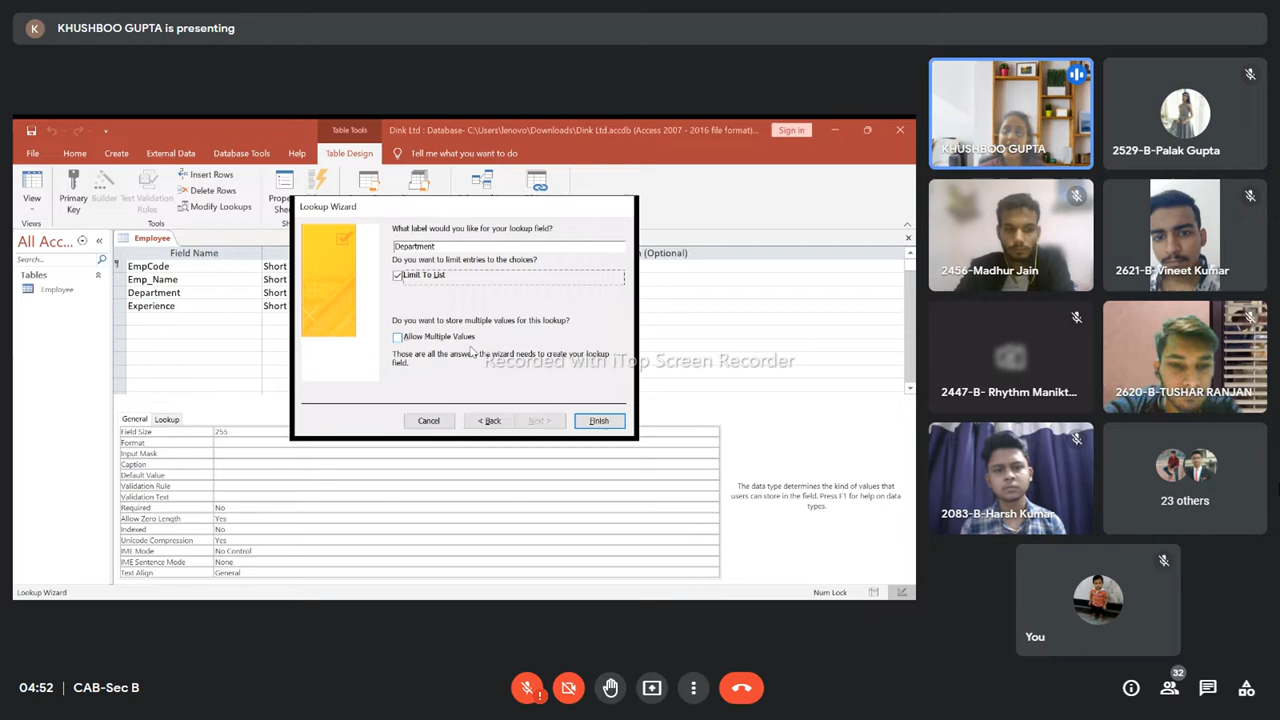 K KHUSHBOO GUPTA is presenting
Table Tools
Dink Ltd : Database- C:\Users\lenovo\Downloads\Dink Ltd.accdb (Access 2007 - 2016 file format)...
Sign in
File Home Create External Data Database Tools Help Table Design Tell me what you want to do
View
Views
Primary Key
Builder
Test Validation Rules
Insert Rows
Delete Rows
Modify Lookups
Tools
All Acc...
Search...
Tables
Employee
Employee
Field Name
(Optional)
EmpCode Short
Emp_Name Short
Department Short
Experience Short
Lookup Wizard
What label would you like for your lookup field?
Department
Do you want to limit entries to the choices?
Limit To List
Do you want to store multiple values for this lookup?
Allow Multiple Values
Those are all the answers the wizard needs to create your lookup
field.
Cancel < Back Next > Finish
Recorded with iTop Screen Recorder
General Lookup
Field Size 255
Format
Input Mask
Caption
Default Value
Validation Rule
Validation Text
Required No
Allow Zero Length Yes
Indexed No
Unicode Compression Yes
IME Mode No Control
IME Sentence Mode None
Text Align General
The data type determines the kind of values that
users can store in the field. Press F1 for help on data
types.
Lookup Wizard
Num Lock
KHUSHBOO GUPTA
2529-B-Palak Gupta
2456-Madhur Jain
2621-B-Vineet Kumar
2447-B- Rhythm Manikt...
2620-B-TUSHAR RANJAN
2083-B-Harsh Kumar
23 others
You
04:52 CAB-Sec B
32